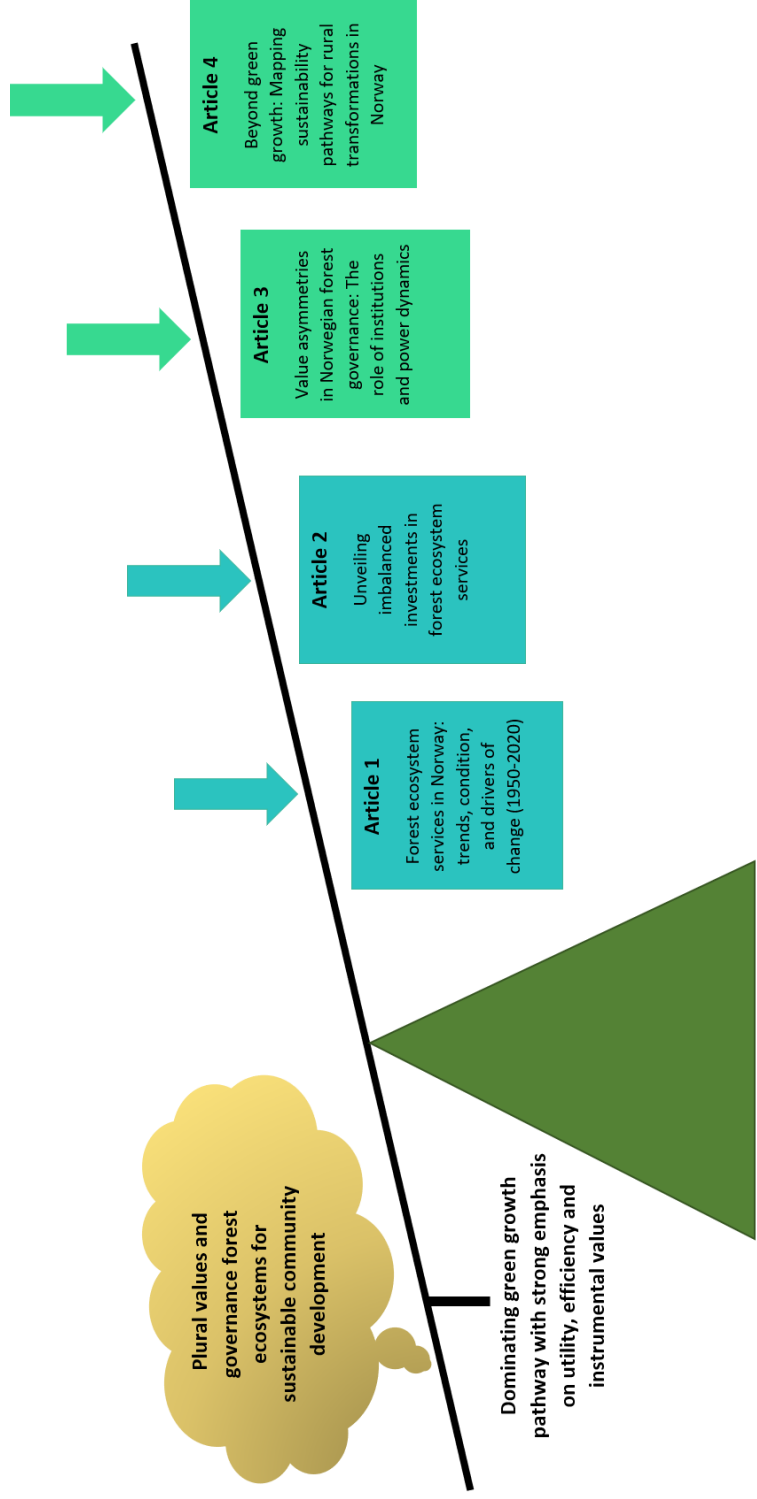 Plural values and
governance forest
ecosystems for
sustainable community
development
Dominating green growth
pathway with strong emphasis
on utility, efficiency and
instrumental values
Article 1
Forest ecosystem
services in Norway:
trends, condition,
and drivers of
change (1950-2020)
Article 2
Unveiling
imbalanced
investments in
forest ecosystem
services
Article 3
Value asymmetries
in Norwegian forest
governance: The
role of institutions
and power dynamics
Article 4
Beyond green
growth: Mapping
sustainability
pathways for rural
transformations in
Norway